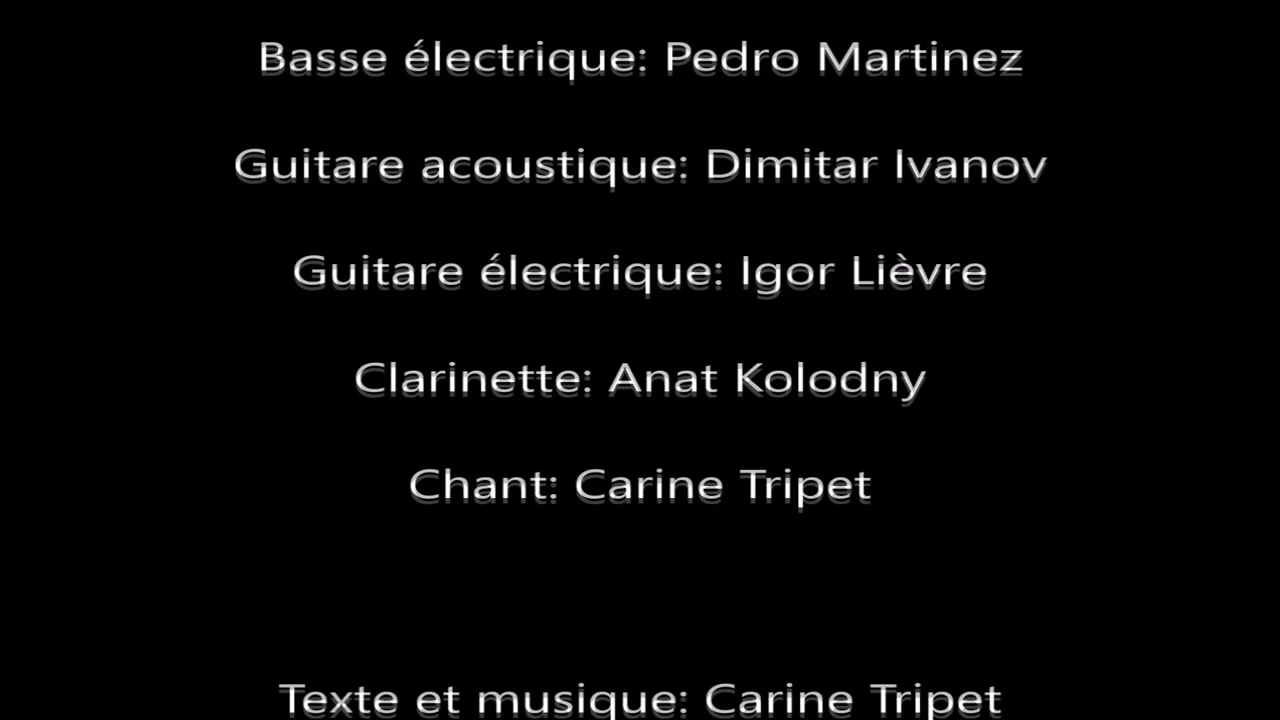 Basse électrique: Pedro Martinez
Guitare acoustique: Dimitar Ivanov
Guitare électrique: Igor Lièvre
Clarinette: Anat Kolodny
Chant: Carine Tripet
Texte et musique: Carine Tripet